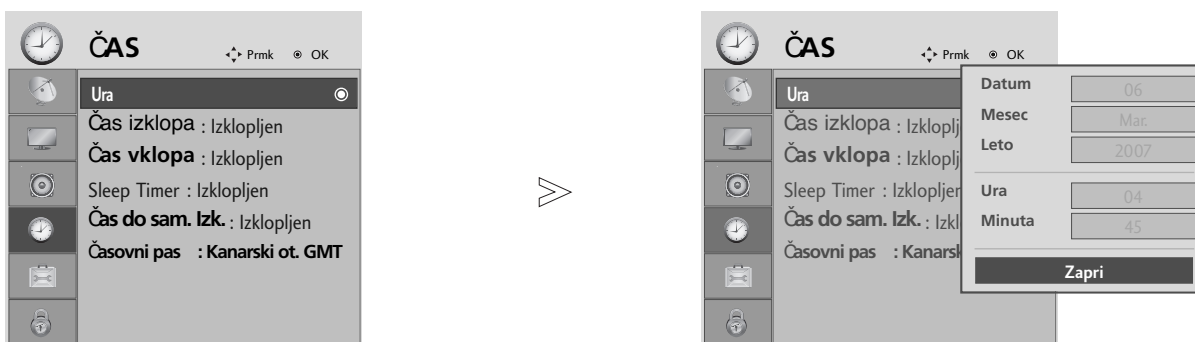 ČAS
Prmk OK
Ura
Čas izklopa : Izklopljen
Čas vklopa : Izklopljen
Sleep Timer : Izklopljen
Čas do sam. Izk. : Izklopljen
Časovni pas : Kanarski ot. GMT
ČAS
Prmk OK
Ura
Čas izklopa : Izkloplj
Čas vklopa : Izkloplj
Sleep Timer : Izklopljen
Čas do sam. Izk. : Izkl
Časovni pas : Kanarsk
Datum 06
Mesec Mar.
Leto 2007
Ura 04
Minuta 45
Zapri